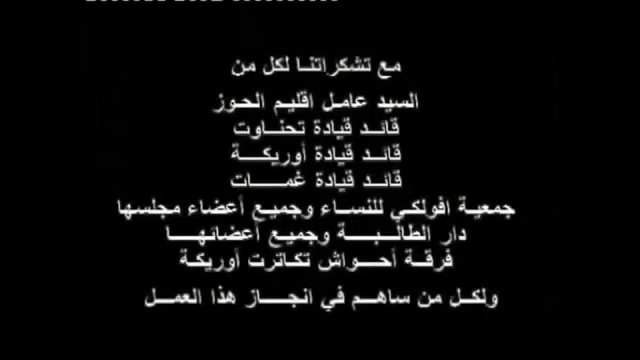 مع تشكراتنا لكل من
السيد عامل اقليم الحوز
قائد قيادة تحناوت
قائد قيادة أوريكة
قائد قيادة غمات
جمعية افولكي للنساء وجميع أعضاء مجلسها
دار الطالبة وجميع أعضائها
فرقة أحواش تكاترت أوريكة
ولكل من ساهم في انجاز هذا العمل